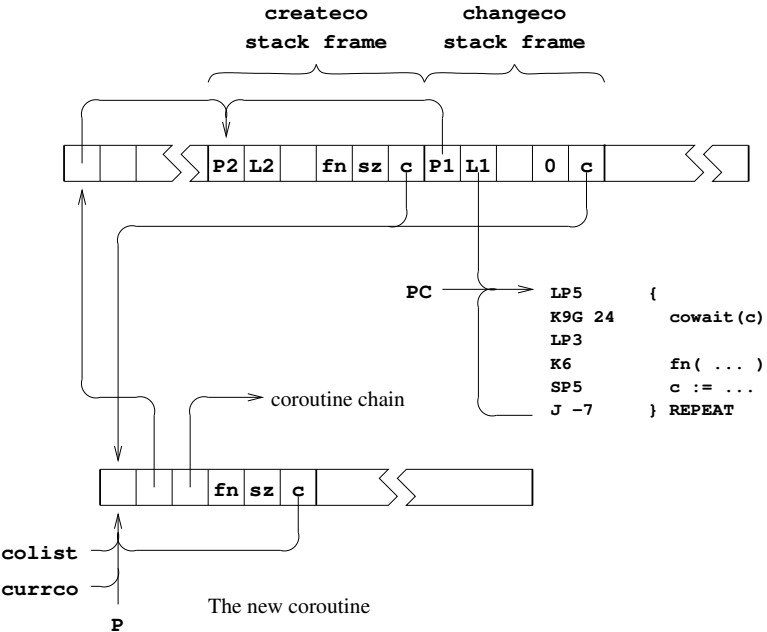 createco changeco
stack frame stack frame
P2 L2 fn sz c P1 L1 0 c
PC LP5 {
K9G 24 cowait(c)
LP3
K6 fn( ... )
SP5 c := ...
J −7 } REPEAT
coroutine chain
fn sz c
colist
currco
The new coroutine
P